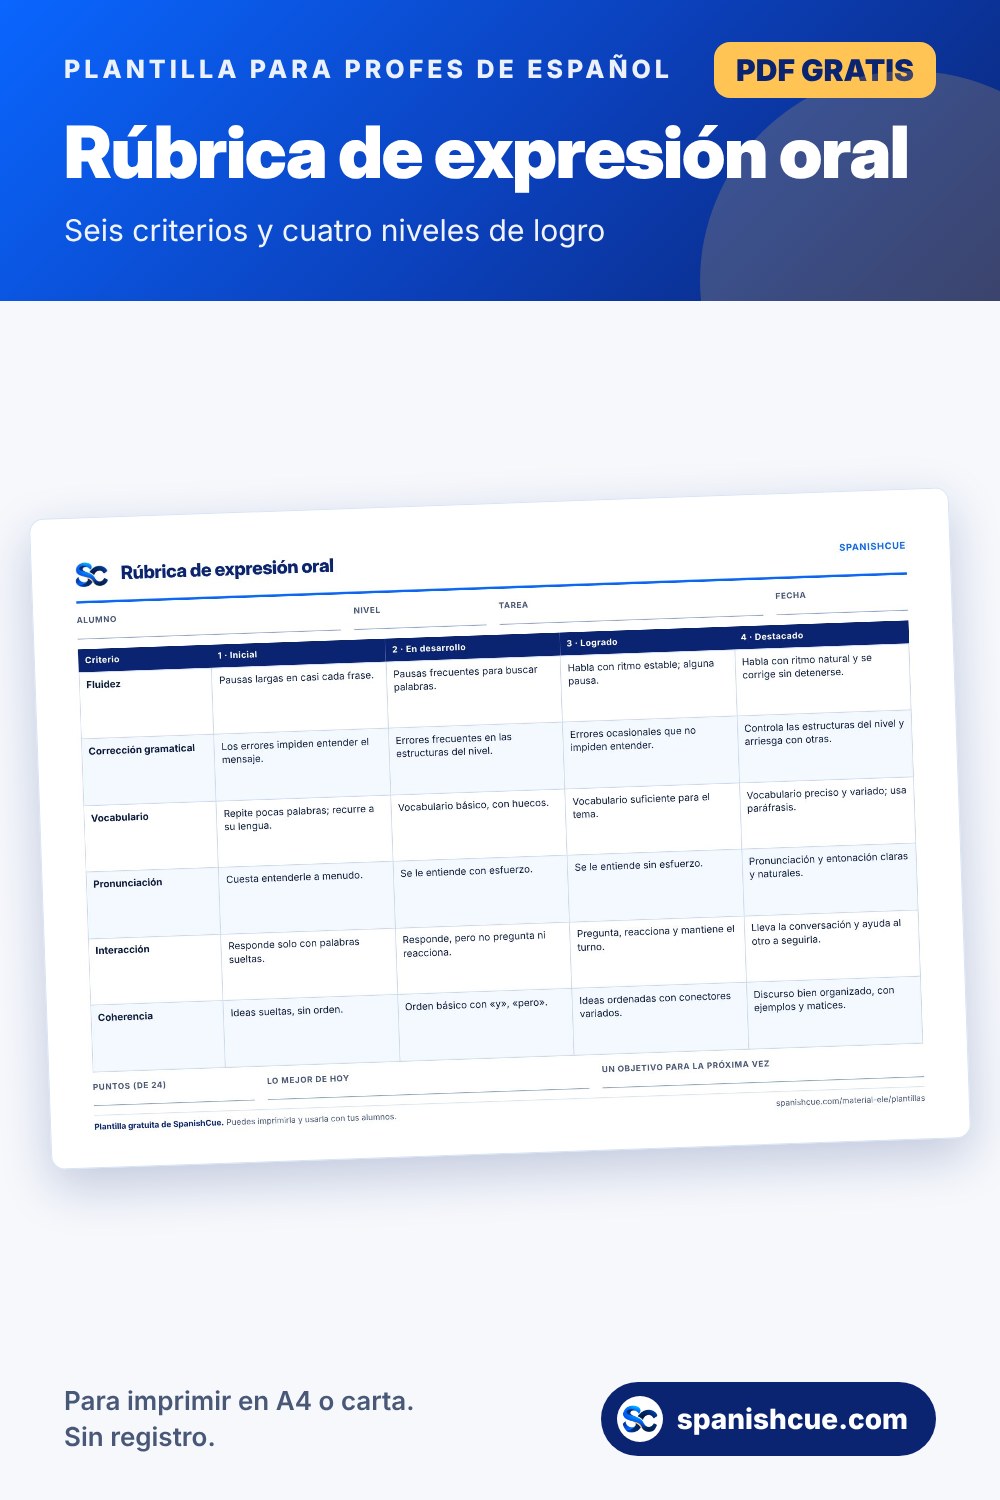 PLANTILLA PARA PROFES DE ESPAÑOL
PDF GRATIS
Rúbrica de expresión oral
Seis criterios y cuatro niveles de logro
SC Rúbrica de expresión oral
SPANISHCUE
ALUMNO
NIVEL
TAREA
FECHA
Criterio
1 · Inicial
2 · En desarrollo
3 · Logrado
4 · Destacado
Fluidez
Pausas largas en casi cada frase.
Pausas frecuentes para buscar
palabras.
Habla con ritmo estable; alguna
pausa.
Habla con ritmo natural y se
corrige sin detenerse.
Corrección gramatical
Los errores impiden entender el
mensaje.
Errores frecuentes en las
estructuras del nivel.
Errores ocasionales que no
impiden entender.
Controla las estructuras del nivel y
arriesga con otras.
Vocabulario
Repite pocas palabras; recurre a
su lengua.
Vocabulario básico, con huecos.
Vocabulario suficiente para el
tema.
Vocabulario preciso y variado; usa
paráfrasis.
Pronunciación
Cuesta entenderle a menudo.
Se le entiende con esfuerzo.
Se le entiende sin esfuerzo.
Pronunciación y entonación claras
y naturales.
Interacción
Responde solo con palabras
sueltas.
Responde, pero no pregunta ni
reacciona.
Pregunta, reacciona y mantiene el
turno.
Lleva la conversación y ayuda al
otro a seguirla.
Coherencia
Ideas sueltas, sin orden.
Orden básico con «y», «pero».
Ideas ordenadas con conectores
variados.
Discurso bien organizado, con
ejemplos y matices.
PUNTOS (DE 24)
LO MEJOR DE HOY
UN OBJETIVO PARA LA PRÓXIMA VEZ
Plantilla gratuita de SpanishCue. Puedes imprimirla y usarla con tus alumnos.
spanishcue.com/material-ele/plantillas
Para imprimir en A4 o carta.
Sin registro.
SC spanishcue.com